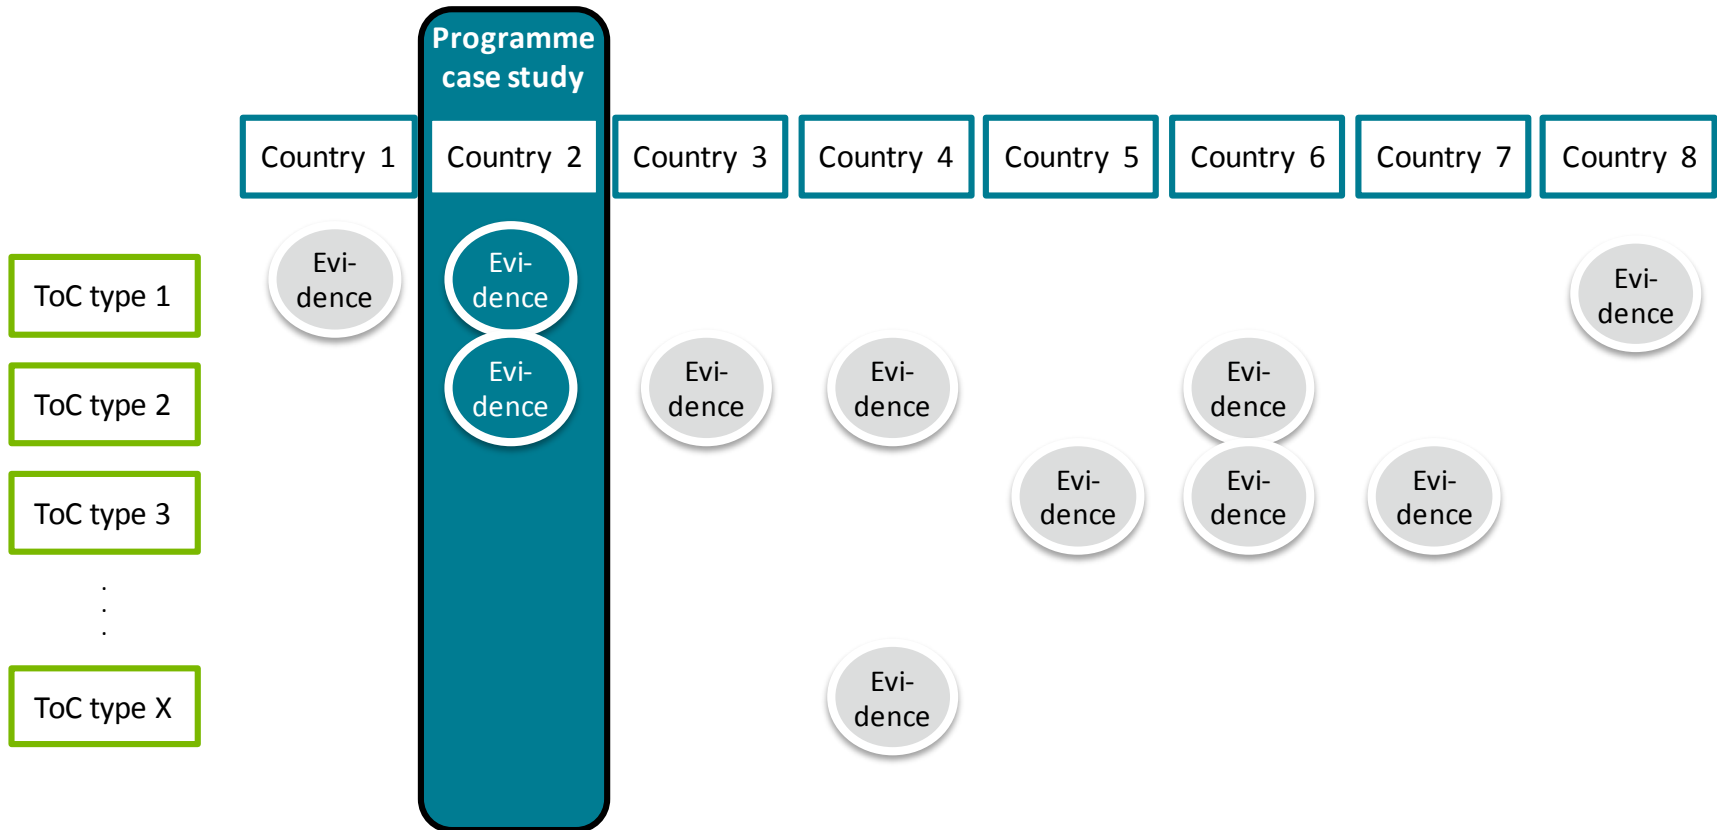 Programme
case study
Country 1
Country 2
Country 3
Country 4
Country 5
Country 6
Country 7
Country 8
ToC type 1
Evi-
dence
Evi-
dence
Evi-
dence
ToC type 2
Evi-
dence
Evi-
dence
Evi-
dence
Evi-
dence
ToC type 3
Evi-
dence
Evi-
dence
Evi-
dence
.
.
.
ToC type X
Evi-
dence